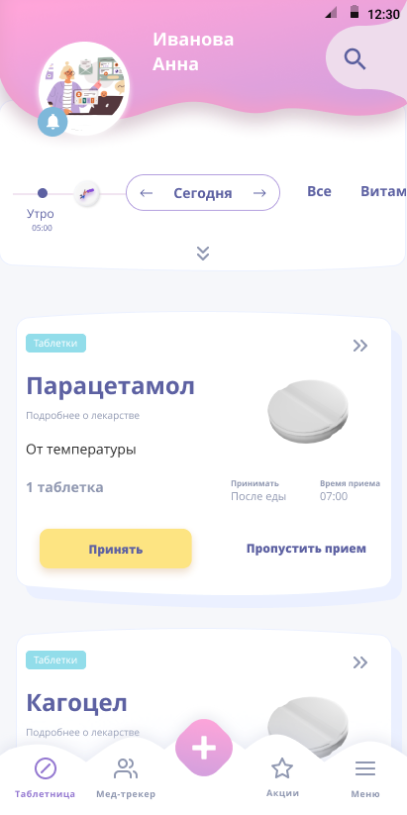 12:30
Иванова
Анна
Утро
05:00
Сегодня
Все
Витам
Таблетки
Парацетамол
Подробнее о лекарстве
От температуры
1 таблетка
Принимать
После еды
Время приема
07:00
Принять
Пропустить прием
Таблетки
Кагоцел
Подробнее о лекарстве
Таблетница
Мед-трекер
Акции
Меню